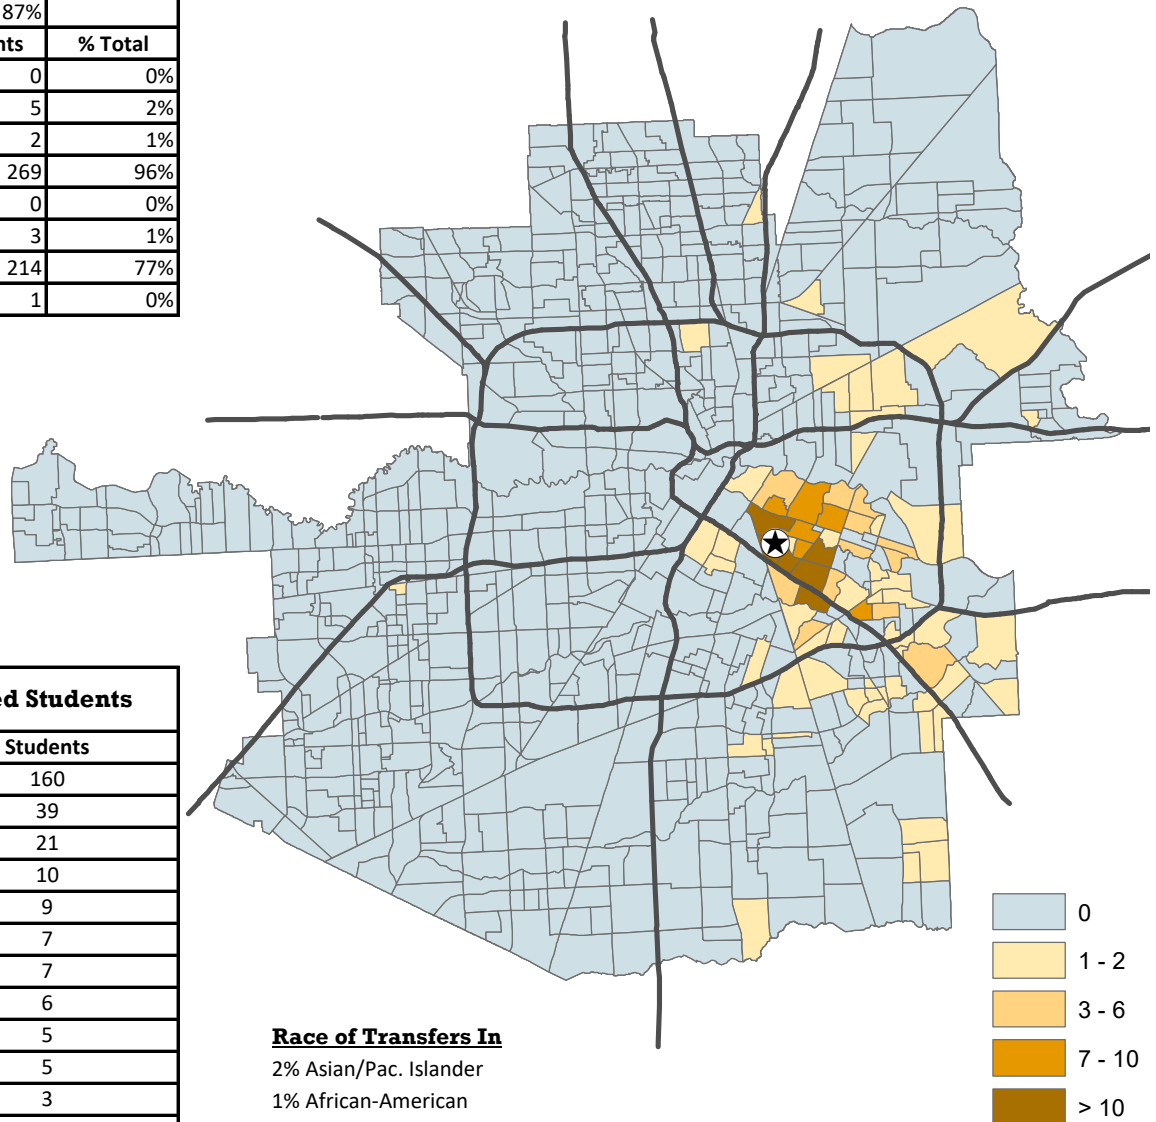 87%
nts % Total
0 0%
5 2%
2 1%
269 96%
0 0%
3 1%
214 77%
1 0%
ed Students
Students
160
39
21
10
9
7
7
6
5
5
3
Race of Transfers In
2% Asian/Pac. Islander
1% African-American
0
1 - 2
3 - 6
7 - 10
> 10